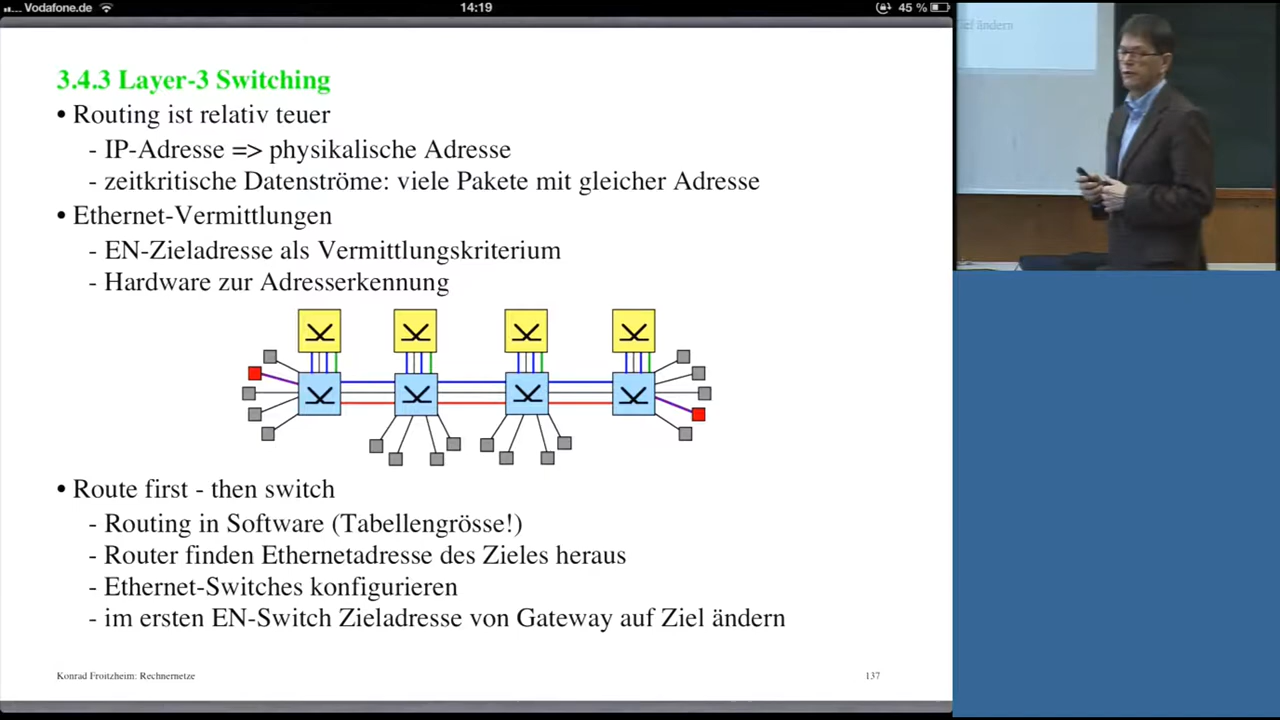 Vodafone.de
14:19
45 %
3.4.3 Layer-3 Switching
• Routing ist relativ teuer
- IP-Adresse => physikalische Adresse
- zeitkritische Datenströme: viele Pakete mit gleicher Adresse
• Ethernet-Vermittlungen
- EN-Zieladresse als Vermittlungskriterium
- Hardware zur Adresserkennung
• Route first - then switch
- Routing in Software (Tabellengrösse!)
- Router finden Ethernetadresse des Zieles heraus
- Ethernet-Switches konfigurieren
- im ersten EN-Switch Zieladresse von Gateway auf Ziel ändern
Konrad Froitzheim: Rechnernetze
137
ändern